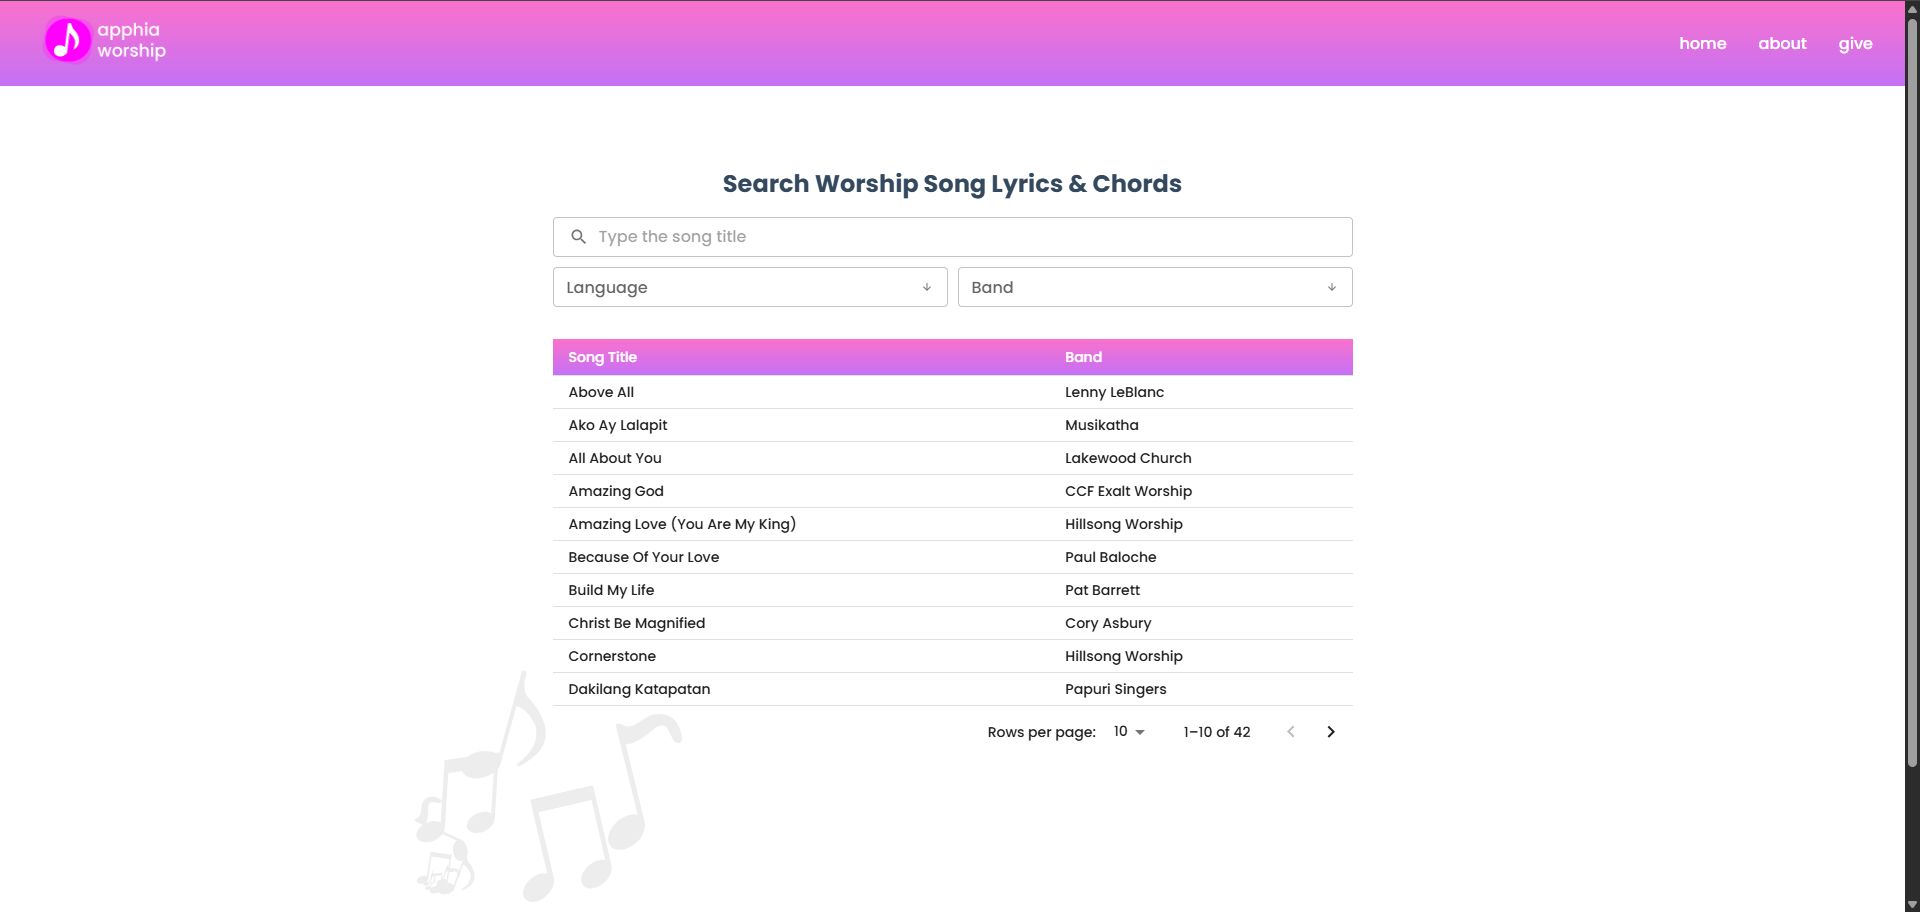 apphia
worship
home about give
Search Worship Song Lyrics & Chords
Type the song title
Language Band
Song Title Band
Above All Lenny LeBlanc
Ako Ay Lalapit Musikatha
All About You Lakewood Church
Amazing God CCF Exalt Worship
Amazing Love (You Are My King) Hillsong Worship
Because Of Your Love Paul Baloche
Build My Life Pat Barrett
Christ Be Magnified Cory Asbury
Cornerstone Hillsong Worship
Dakilang Katapatan Papuri Singers
Rows per page: 10 1–10 of 42